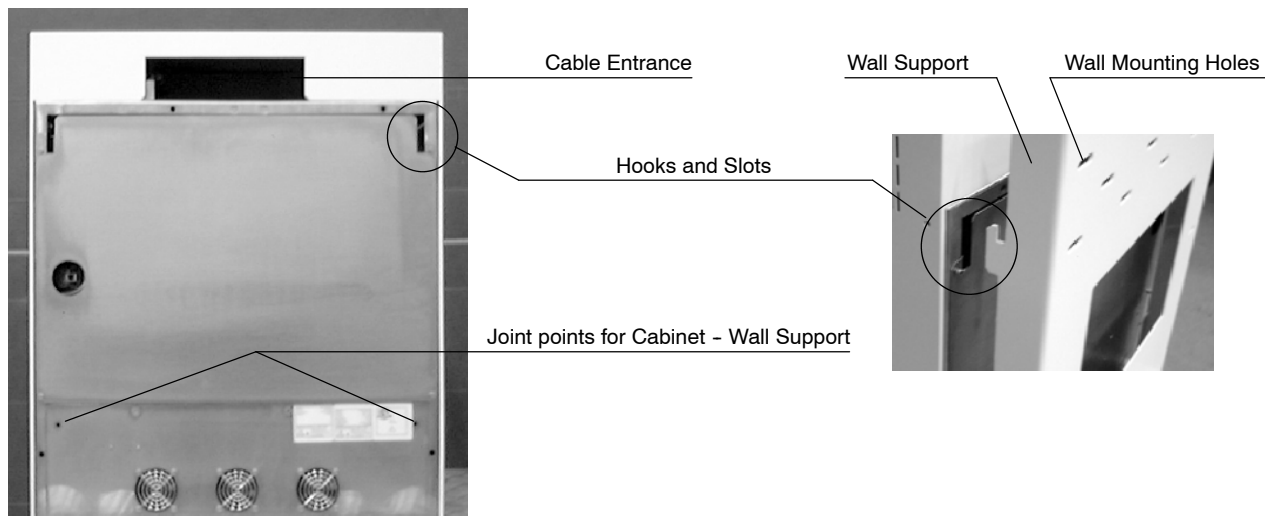 Cable Entrance
Wall Support
Wall Mounting Holes
Hooks and Slots
Joint points for Cabinet - Wall Support